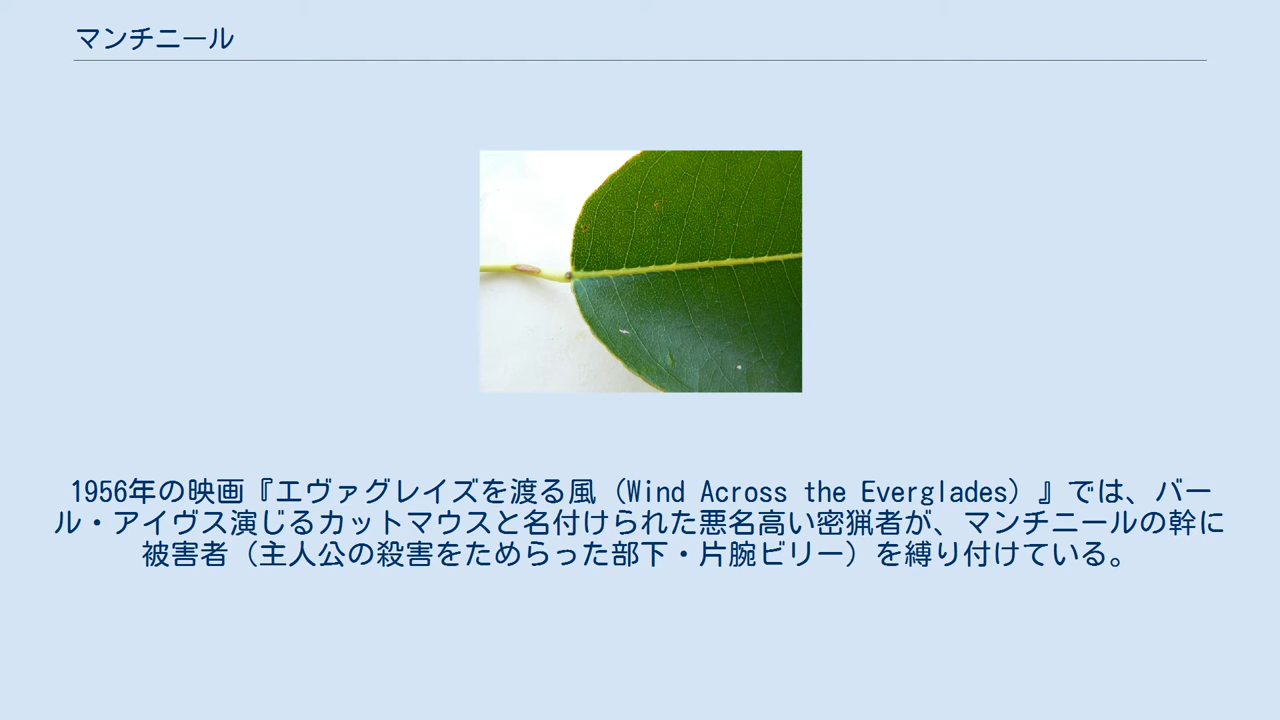 マンチニール
1956年の映画『エヴァグレイズを渡る風（Wind Across the Everglades）』では、バー
ル・アイヴス演じるカットマウスと名付けられた悪名高い密猟者が、マンチニールの幹に
被害者（主人公の殺害をためらった部下・片腕ビリー）を縛り付けている。